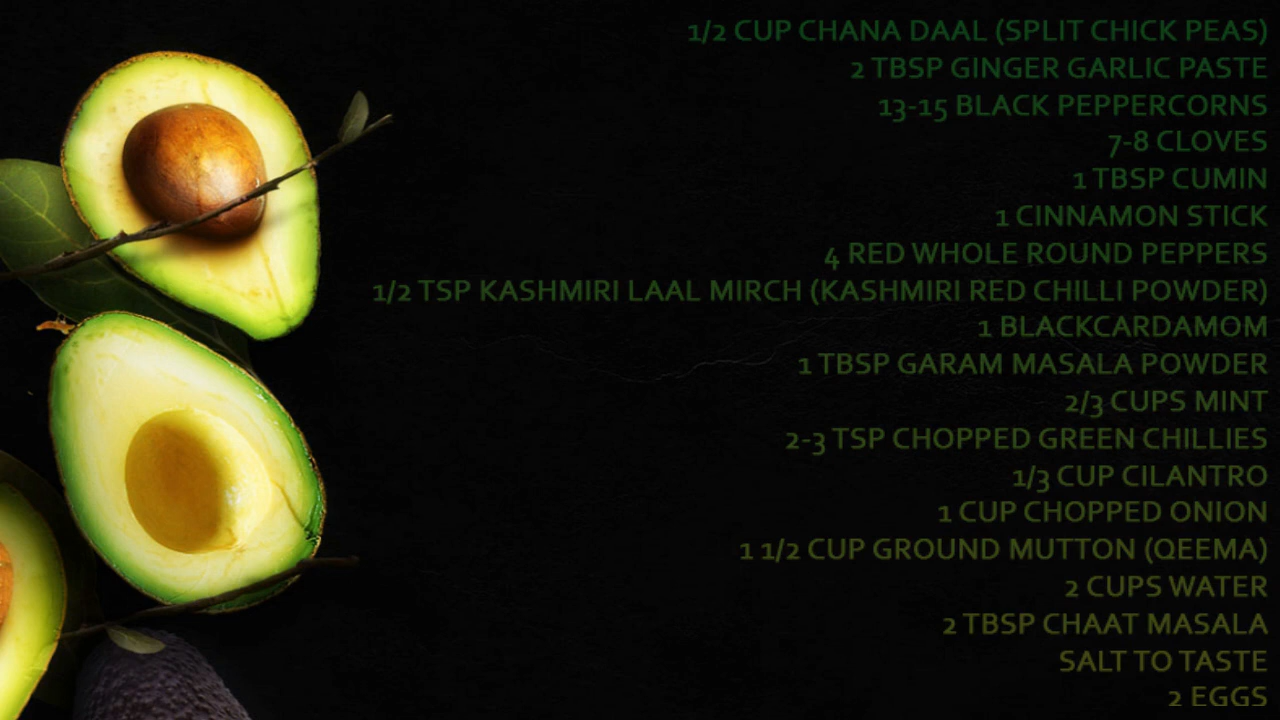 1/2 CUP CHANA DAAL (SPLIT CHICK PEAS)
2 TBSP GINGER GARLIC PASTE
13-15 BLACK PEPPERCORNS
7-8 CLOVES
1 TBSP CUMIN
1 CINNAMON STICK
4 RED WHOLE ROUND PEPPERS
1/2 TSP KASHMIRI LAAL MIRCH (KASHMIRI RED CHILLI POWDER)
1 BLACKCARDAMOM
1 TBSP GARAM MASALA POWDER
2/3 CUPS MINT
2-3 TSP CHOPPED GREEN CHILLIES
1/3 CUP CILANTRO
1 CUP CHOPPED ONION
1 1/2 CUP GROUND MUTTON (QEEMA)
2 CUPS WATER
2 TBSP CHAAT MASALA
SALT TO TASTE
2 EGGS